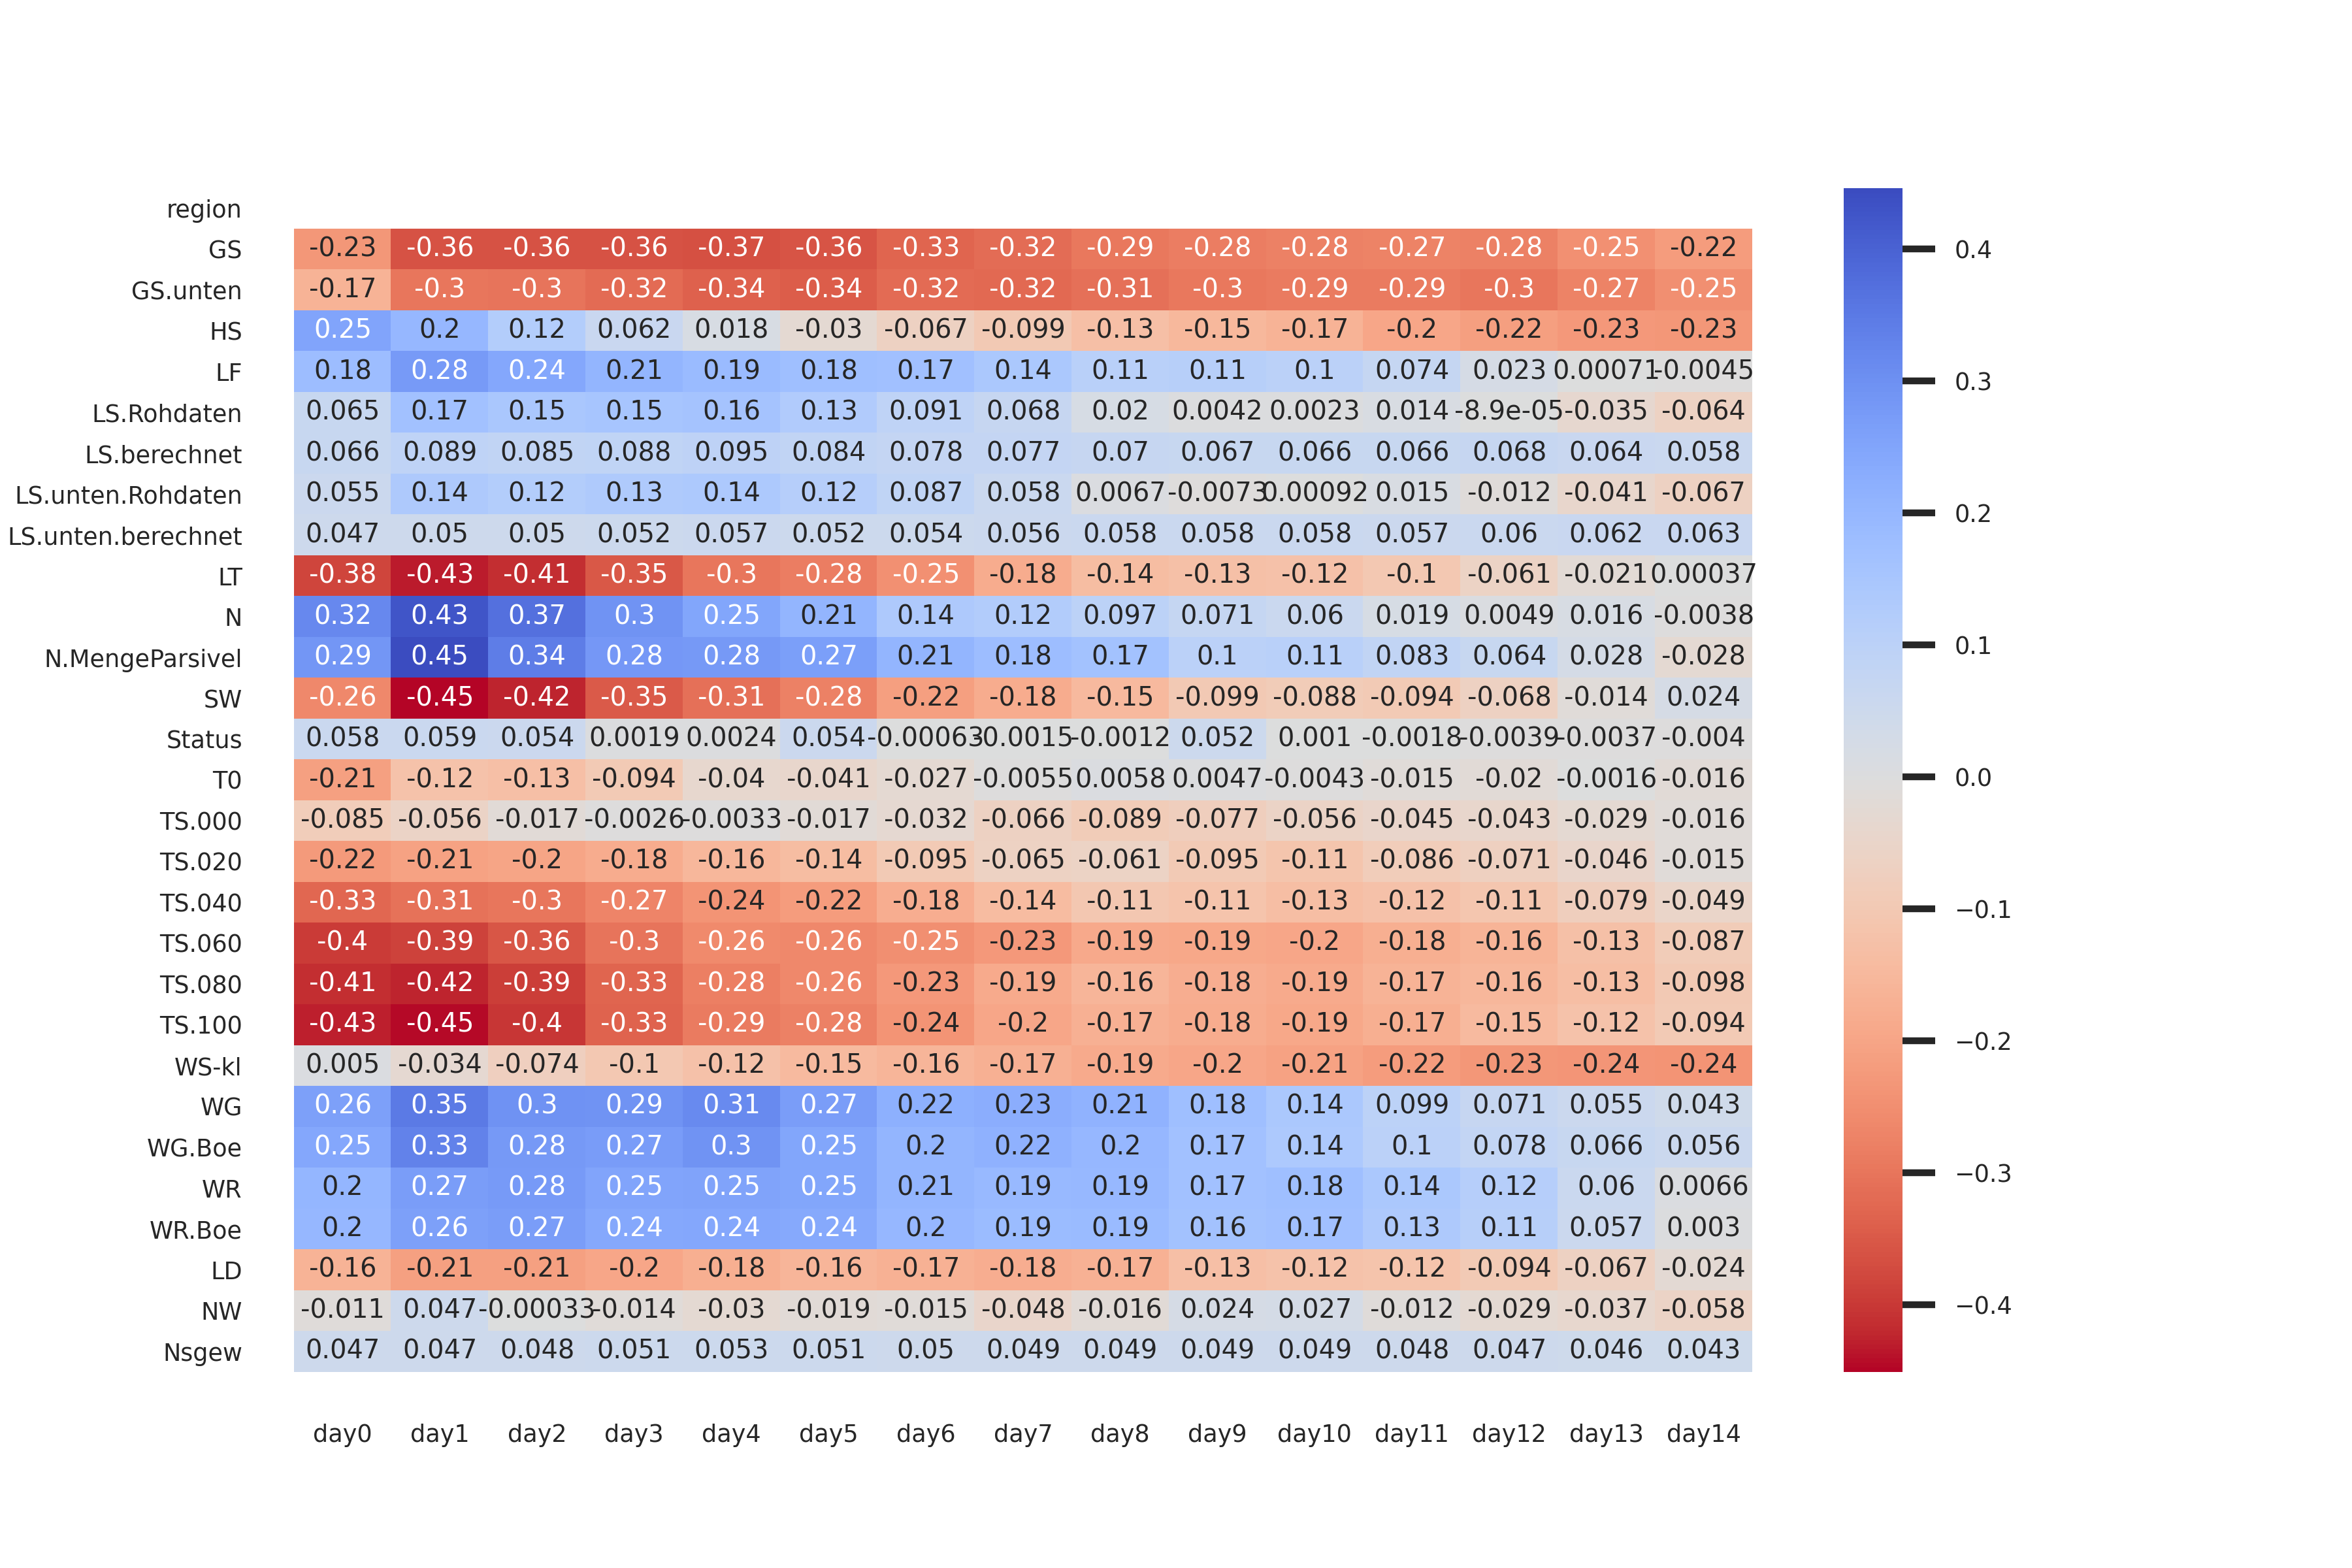 region
GS -0.23 -0.36 -0.36 -0.36 -0.37 -0.36 -0.33 -0.32 -0.29 -0.28 -0.28 -0.27 -0.28 -0.25 -0.22
GS.unten -0.17 -0.3 -0.3 -0.32 -0.34 -0.34 -0.32 -0.32 -0.31 -0.3 -0.29 -0.29 -0.3 -0.27 -0.25
HS 0.25 0.2 0.12 0.062 0.018 -0.03 -0.067 -0.099 -0.13 -0.15 -0.17 -0.2 -0.22 -0.23 -0.23
LF 0.18 0.28 0.24 0.21 0.19 0.18 0.17 0.14 0.11 0.11 0.1 0.074 0.023 0.00071 -0.0045
LS.Rohdaten 0.065 0.17 0.15 0.15 0.16 0.13 0.091 0.068 0.02 0.0042 0.0023 0.014 -8.9e-05 -0.035 -0.064
LS.berechnet 0.066 0.089 0.085 0.088 0.095 0.084 0.078 0.077 0.07 0.067 0.066 0.066 0.068 0.064 0.058
LS.unten.Rohdaten 0.055 0.14 0.12 0.13 0.14 0.12 0.087 0.058 0.0067 -0.0073 0.00092 0.015 -0.012 -0.041 -0.067
LS.unten.berechnet 0.047 0.05 0.05 0.052 0.057 0.052 0.054 0.056 0.058 0.058 0.058 0.057 0.06 0.062 0.063
LT -0.38 -0.43 -0.41 -0.35 -0.3 -0.28 -0.25 -0.18 -0.14 -0.13 -0.12 -0.1 -0.061 -0.021 0.00037
N 0.32 0.43 0.37 0.3 0.25 0.21 0.14 0.12 0.097 0.071 0.06 0.019 0.0049 0.016 -0.0038
N.MengeParsivel 0.29 0.45 0.34 0.28 0.28 0.27 0.21 0.18 0.17 0.1 0.11 0.083 0.064 0.028 -0.028
SW -0.26 -0.45 -0.42 -0.35 -0.31 -0.28 -0.22 -0.18 -0.15 -0.099 -0.088 -0.094 -0.068 -0.014 0.024
Status 0.058 0.059 0.054 0.0019 0.0024 0.054 -0.00063 -0.0015 -0.0012 0.052 0.001 -0.0018 -0.0039 -0.0037 -0.004
T0 -0.21 -0.12 -0.13 -0.094 -0.04 -0.041 -0.027 -0.0055 0.0058 0.0047 -0.0043 -0.015 -0.02 -0.0016 -0.016
TS.000 -0.085 -0.056 -0.017 -0.0026 -0.0033 -0.017 -0.032 -0.066 -0.089 -0.077 -0.056 -0.045 -0.043 -0.029 -0.016
TS.020 -0.22 -0.21 -0.2 -0.18 -0.16 -0.14 -0.095 -0.065 -0.061 -0.095 -0.11 -0.086 -0.071 -0.046 -0.015
TS.040 -0.33 -0.31 -0.3 -0.27 -0.24 -0.22 -0.18 -0.14 -0.11 -0.11 -0.13 -0.12 -0.11 -0.079 -0.049
TS.060 -0.4 -0.39 -0.36 -0.3 -0.26 -0.26 -0.25 -0.23 -0.19 -0.19 -0.2 -0.18 -0.16 -0.13 -0.087
TS.080 -0.41 -0.42 -0.39 -0.33 -0.28 -0.26 -0.23 -0.19 -0.16 -0.18 -0.19 -0.17 -0.16 -0.13 -0.098
TS.100 -0.43 -0.45 -0.4 -0.33 -0.29 -0.28 -0.24 -0.2 -0.17 -0.18 -0.19 -0.17 -0.15 -0.12 -0.094
WS-kl 0.005 -0.034 -0.074 -0.1 -0.12 -0.15 -0.16 -0.17 -0.19 -0.2 -0.21 -0.22 -0.23 -0.24 -0.24
WG 0.26 0.35 0.3 0.29 0.31 0.27 0.22 0.23 0.21 0.18 0.14 0.099 0.071 0.055 0.043
WG.Boe 0.25 0.33 0.28 0.27 0.3 0.25 0.2 0.22 0.2 0.17 0.14 0.1 0.078 0.066 0.056
WR 0.2 0.27 0.28 0.25 0.25 0.25 0.21 0.19 0.19 0.17 0.18 0.14 0.12 0.06 0.0066
WR.Boe 0.2 0.26 0.27 0.24 0.24 0.24 0.2 0.19 0.19 0.16 0.17 0.13 0.11 0.057 0.003
LD -0.16 -0.21 -0.21 -0.2 -0.18 -0.16 -0.17 -0.18 -0.17 -0.13 -0.12 -0.12 -0.094 -0.067 -0.024
NW -0.011 0.047 -0.00033 -0.014 -0.03 -0.019 -0.015 -0.048 -0.016 0.024 0.027 -0.012 -0.029 -0.037 -0.058
Nsgew 0.047 0.047 0.048 0.051 0.053 0.051 0.05 0.049 0.049 0.049 0.049 0.048 0.047 0.046 0.043
day0 day1 day2 day3 day4 day5 day6 day7 day8 day9 day10 day11 day12 day13 day14
0.4
0.3
0.2
0.1
0.0
−0.1
−0.2
−0.3
−0.4